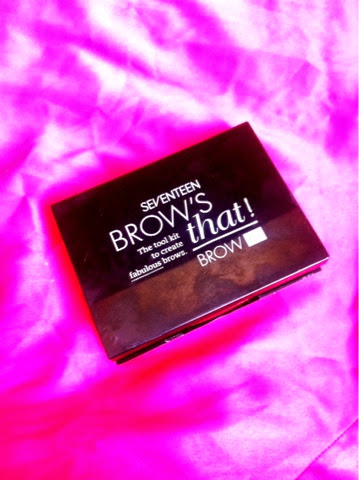 SEVENTEEN
BROW'S
that!
The tool kit
to create
fabulous brows.
BROW